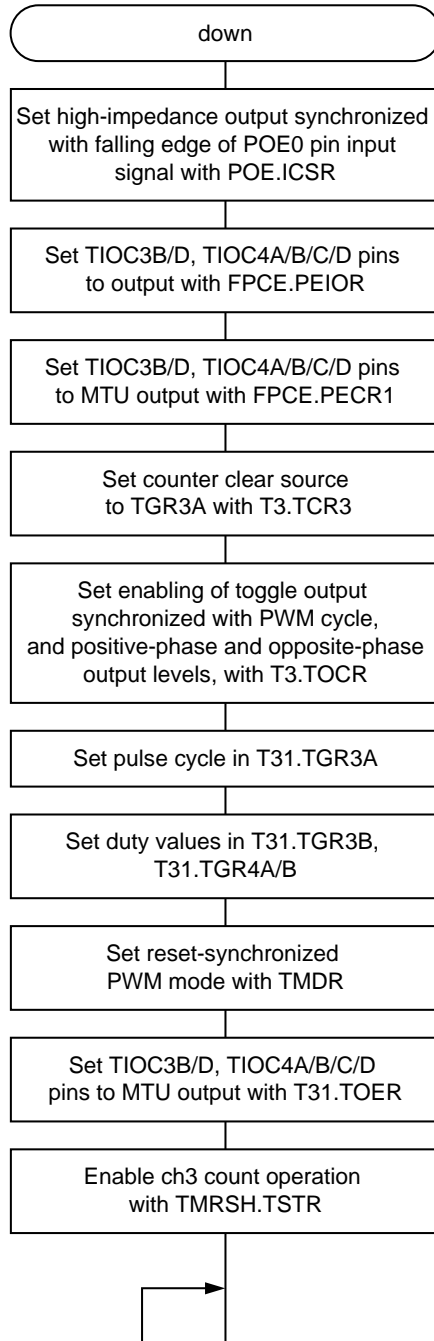 down
Set high-impedance output synchronized
with falling edge of POE0 pin input
signal with POE.ICSR
Set TIOC3B/D, TIOC4A/B/C/D pins
to output with FPCE.PEIOR
Set TIOC3B/D, TIOC4A/B/C/D pins
to MTU output with FPCE.PECR1
Set counter clear source
to TGR3A with T3.TCR3
Set enabling of toggle output
synchronized with PWM cycle,
and positive-phase and opposite-phase
output levels, with T3.TOCR
Set pulse cycle in T31.TGR3A
Set duty values in T31.TGR3B,
T31.TGR4A/B
Set reset-synchronized
PWM mode with TMDR
Set TIOC3B/D, TIOC4A/B/C/D
pins to MTU output with T31.TOER
Enable ch3 count operation
with TMRSH.TSTR